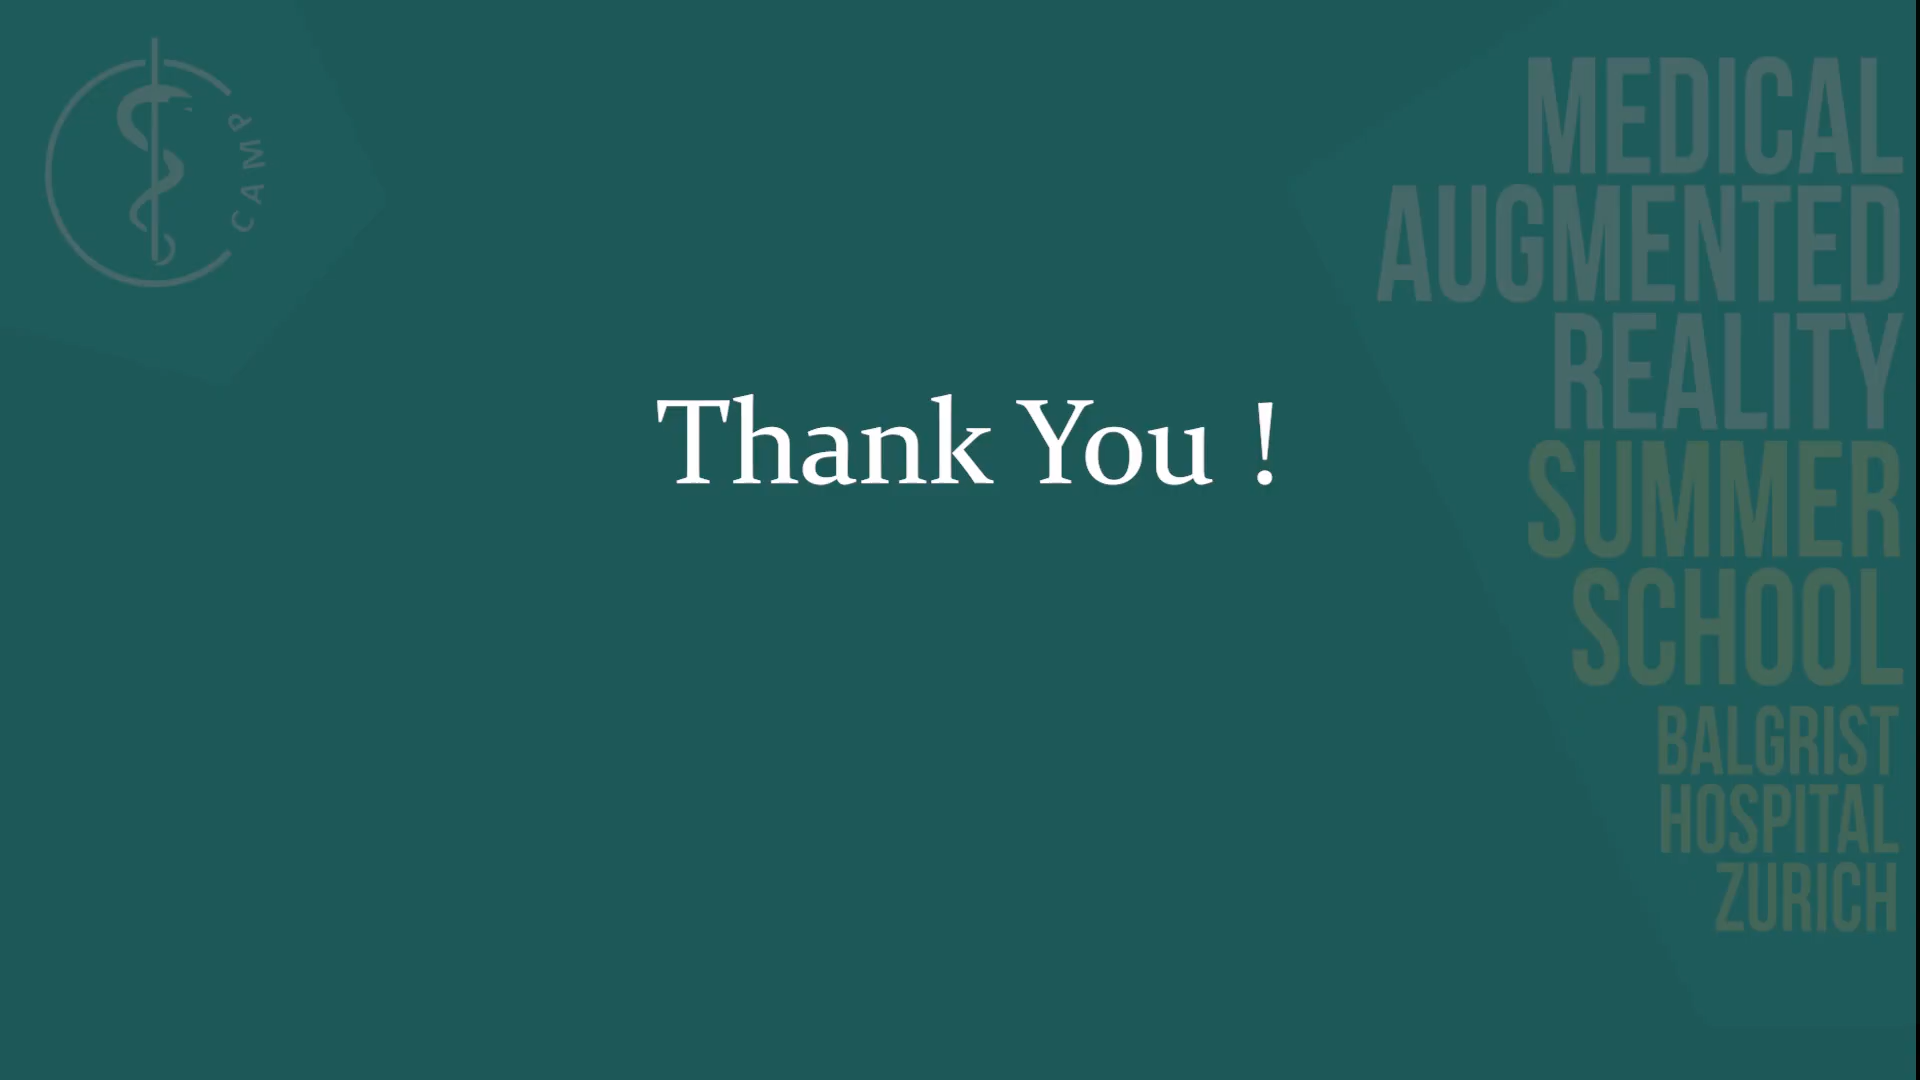 CAMP
Thank You !
MEDICAL
AUGMENTED
REALITY
SUMMER
SCHOOL
BALGRIST
HOSPITAL
ZURICH